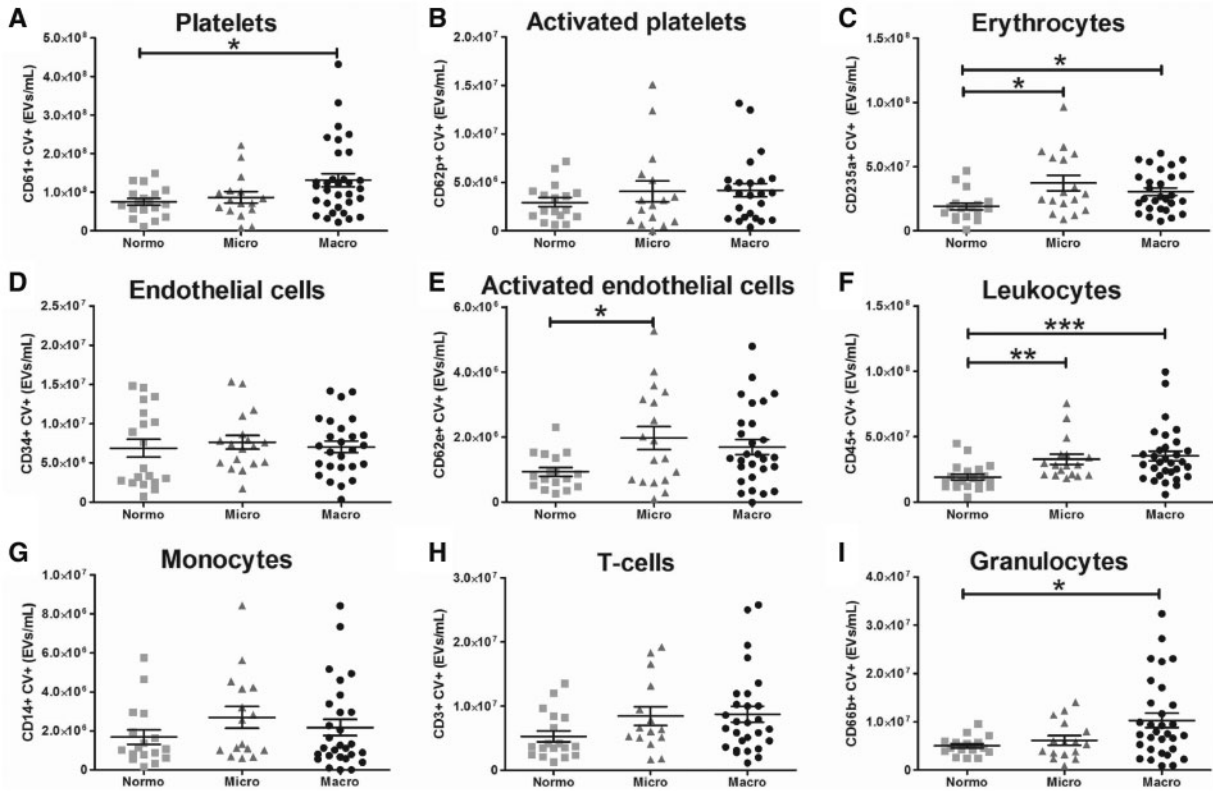 A Platelets
CD61+ CV+ (EVs/mL)
5.0×10⁸
4.0×10⁸
3.0×10⁸
2.0×10⁸
1.0×10⁸
0
*
Normo Micro Macro
B Activated platelets
CD62p+ CV+ (EVs/mL)
2.0×10⁷
1.5×10⁷
1.0×10⁷
5.0×10⁶
0
Normo Micro Macro
C Erythrocytes
CD235a+ CV+ (EVs/mL)
1.5×10⁸
1.0×10⁸
5.0×10⁷
0
*
*
Normo Micro Macro
D Endothelial cells
CD34+ CV+ (EVs/mL)
2.5×10⁷
2.0×10⁷
1.5×10⁷
1.0×10⁷
5.0×10⁶
0
Normo Micro Macro
E Activated endothelial cells
CD62e+ CV+ (EVs/mL)
6.0×10⁶
4.0×10⁶
2.0×10⁶
0
*
Normo Micro Macro
F Leukocytes
CD45+ CV+ (EVs/mL)
1.5×10⁸
1.0×10⁸
5.0×10⁷
0
***
**
Normo Micro Macro
G Monocytes
CD14+ CV+ (EVs/mL)
1.0×10⁷
8.0×10⁶
6.0×10⁶
4.0×10⁶
2.0×10⁶
0
Normo Micro Macro
H T-cells
CD3+ CV+ (EVs/mL)
3.0×10⁷
2.0×10⁷
1.0×10⁷
0
Normo Micro Macro
I Granulocytes
CD66b+ CV+ (EVs/mL)
4.0×10⁷
3.0×10⁷
2.0×10⁷
1.0×10⁷
0
*
Normo Micro Macro